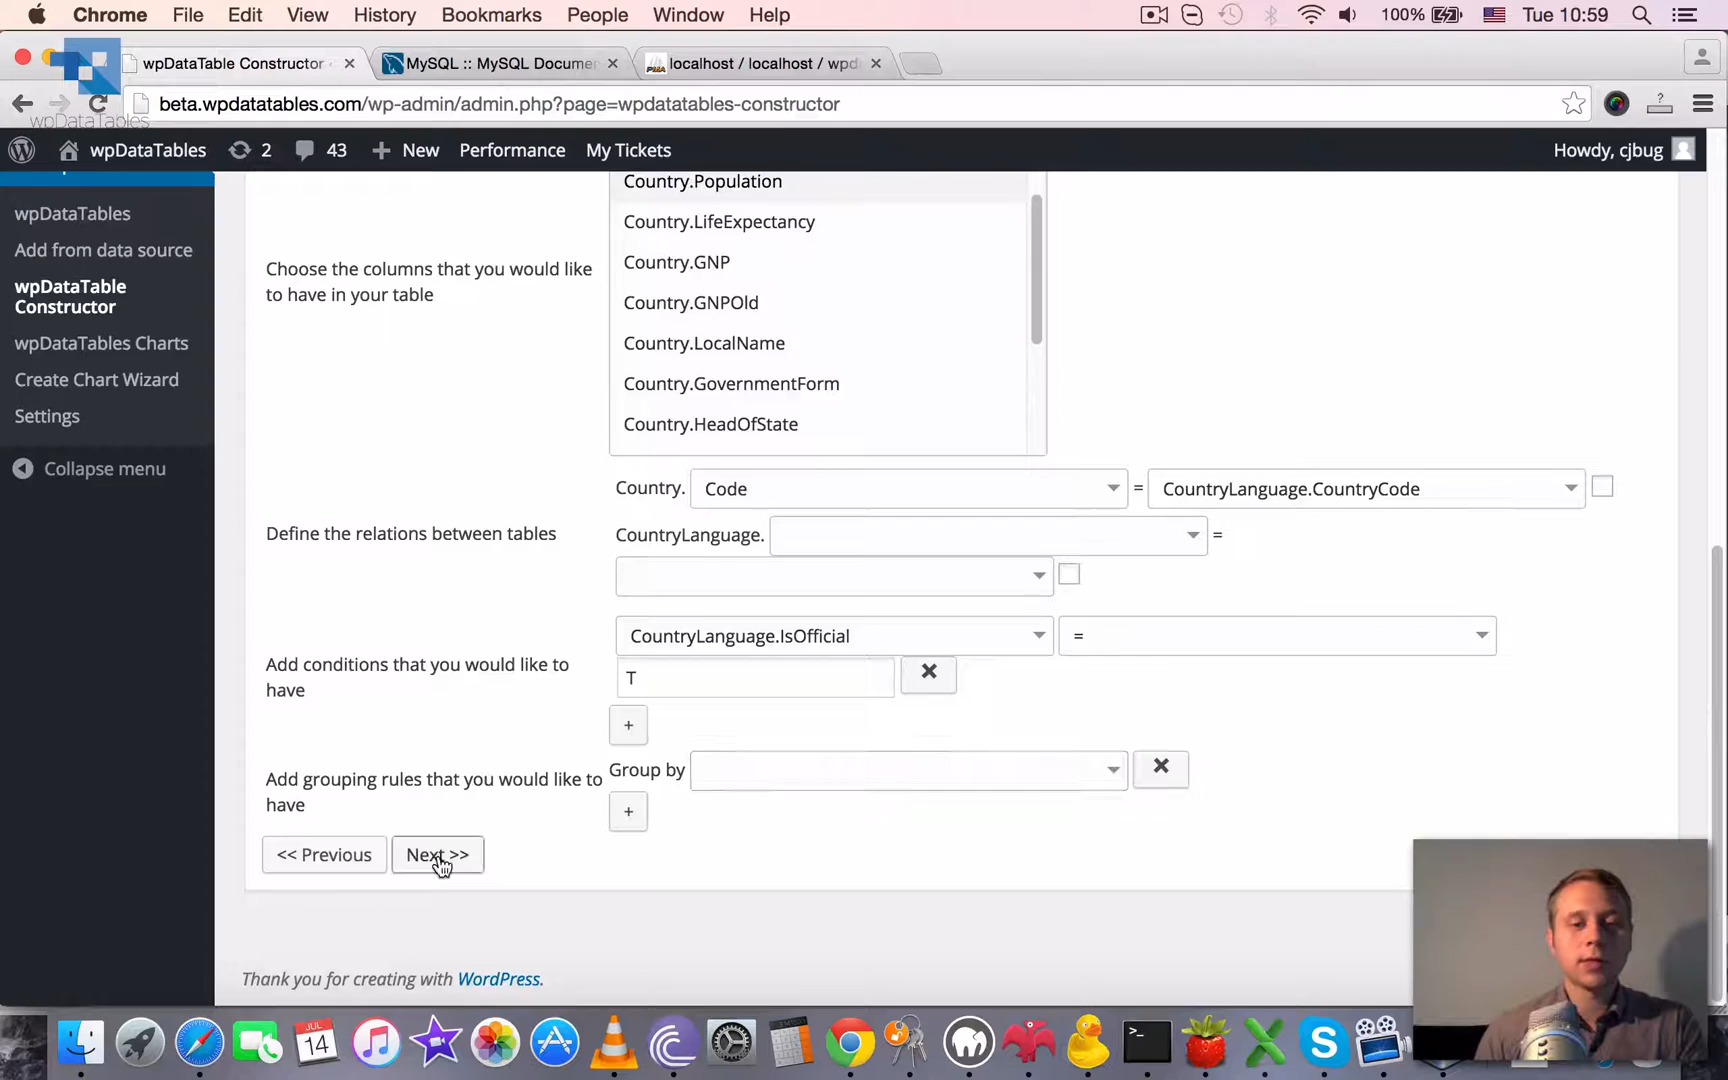 Chrome File Edit View History Bookmarks People Window Help 100% Tue 10:59
wpDataTable Constructor MySQL :: MySQL Documen localhost / localhost / wpd
beta.wpdatatables.com/wp-admin/admin.php?page=wpdatatables-constructor
wpDataTables
wpDataTables 2 43 New Performance My Tickets Howdy, cjbug
wpDataTables
Add from data source
wpDataTable
Constructor
wpDataTables Charts
Create Chart Wizard
Settings
Collapse menu
Choose the columns that you would like
to have in your table
Country.Population
Country.LifeExpectancy
Country.GNP
Country.GNPOld
Country.LocalName
Country.GovernmentForm
Country.HeadOfState
Define the relations between tables
Country. Code = CountryLanguage.CountryCode
CountryLanguage. =
Add conditions that you would like to
have
CountryLanguage.IsOfficial =
T ✖
+
Add grouping rules that you would like to
have
Group by ✖
+
<< Previous Next >>
Thank you for creating with WordPress.
JUL
14